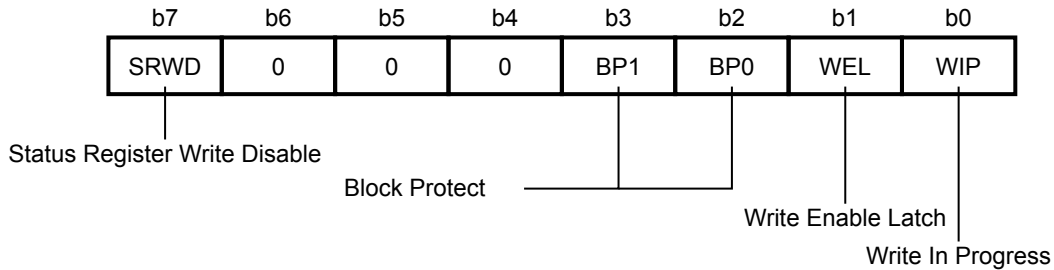 b7 b6 b5 b4 b3 b2 b1 b0
SRWD 0 0 0 BP1 BP0 WEL WIP
Status Register Write Disable
Block Protect
Write Enable Latch
Write In Progress